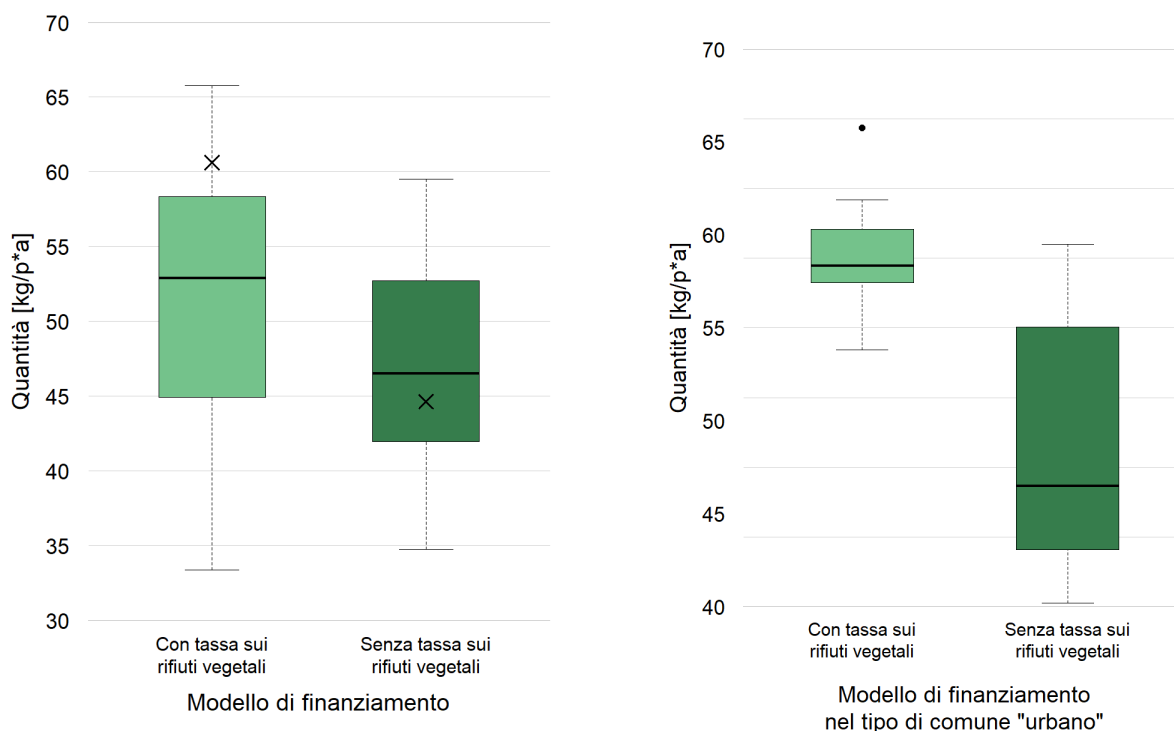 70
65
60
55
50
45
40
35
30
Quantità [kg/p*a]
Con tassa sui
rifiuti vegetali
Senza tassa sui
rifiuti vegetali
Modello di finanziamento
70
65
60
55
50
45
40
Quantità [kg/p*a]
Con tassa sui
rifiuti vegetali
Senza tassa sui
rifiuti vegetali
Modello di finanziamento
nel tipo di comune "urbano"